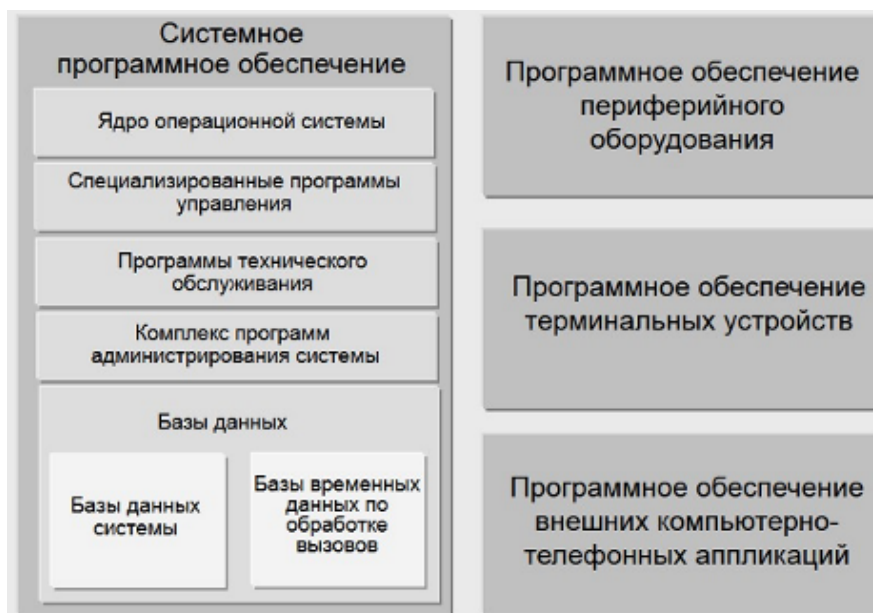 Системное
программное обеспечение
Ядро операционной системы
Специализированные программы
управления
Программы технического
обслуживания
Комплекс программ
администрирования системы
Базы данных
Базы данных
системы
Базы временных
данных по
обработке
вызовов
Программное обеспечение
периферийного
оборудования
Программное обеспечение
терминальных устройств
Программное обеспечение
внешних компьютерно-
телефонных аппликаций